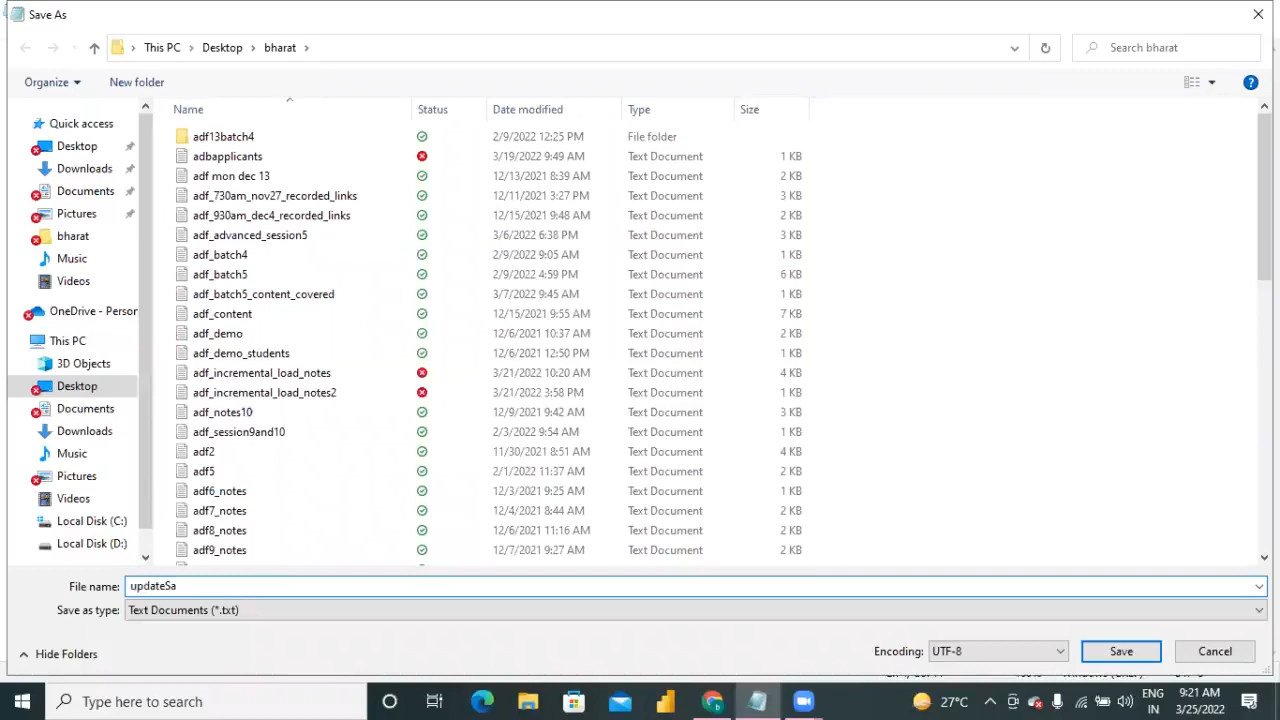 Save As
This PC > Desktop > bharat >
Search bharat
Organize New folder
Name Status Date modified Type Size
Quick access
Desktop
Downloads
Documents
Pictures
bharat
Music
Videos
OneDrive - Person
This PC
3D Objects
Desktop
Documents
Downloads
Music
Pictures
Videos
Local Disk (C:)
Local Disk (D:)
adf13batch4 2/9/2022 12:25 PM File folder
adbapplicants 3/19/2022 9:49 AM Text Document 1 KB
adf mon dec 13 12/13/2021 8:39 AM Text Document 2 KB
adf_730am_nov27_recorded_links 12/11/2021 3:27 PM Text Document 3 KB
adf_930am_dec4_recorded_links 12/15/2021 9:48 AM Text Document 2 KB
adf_advanced_session5 3/6/2022 6:38 PM Text Document 3 KB
adf_batch4 2/9/2022 9:05 AM Text Document 1 KB
adf_batch5 2/9/2022 4:59 PM Text Document 6 KB
adf_batch5_content_covered 3/7/2022 9:45 AM Text Document 1 KB
adf_content 12/15/2021 9:55 AM Text Document 7 KB
adf_demo 12/6/2021 10:37 AM Text Document 2 KB
adf_demo_students 12/6/2021 12:50 PM Text Document 1 KB
adf_incremental_load_notes 3/21/2022 10:20 AM Text Document 4 KB
adf_incremental_load_notes2 3/21/2022 3:58 PM Text Document 1 KB
adf_notes10 12/9/2021 9:42 AM Text Document 3 KB
adf_session9and10 2/3/2022 9:54 AM Text Document 2 KB
adf2 11/30/2021 8:51 AM Text Document 4 KB
adf5 2/1/2022 11:37 AM Text Document 2 KB
adf6_notes 12/3/2021 9:25 AM Text Document 1 KB
adf7_notes 12/4/2021 8:44 AM Text Document 2 KB
adf8_notes 12/6/2021 11:16 AM Text Document 2 KB
adf9_notes 12/7/2021 9:27 AM Text Document 2 KB
File name: updateSa
Save as type: Text Documents (*.txt)
Hide Folders
Encoding: UTF-8 Save Cancel
Type here to search
27°C
ENG
IN
9:21 AM
3/25/2022